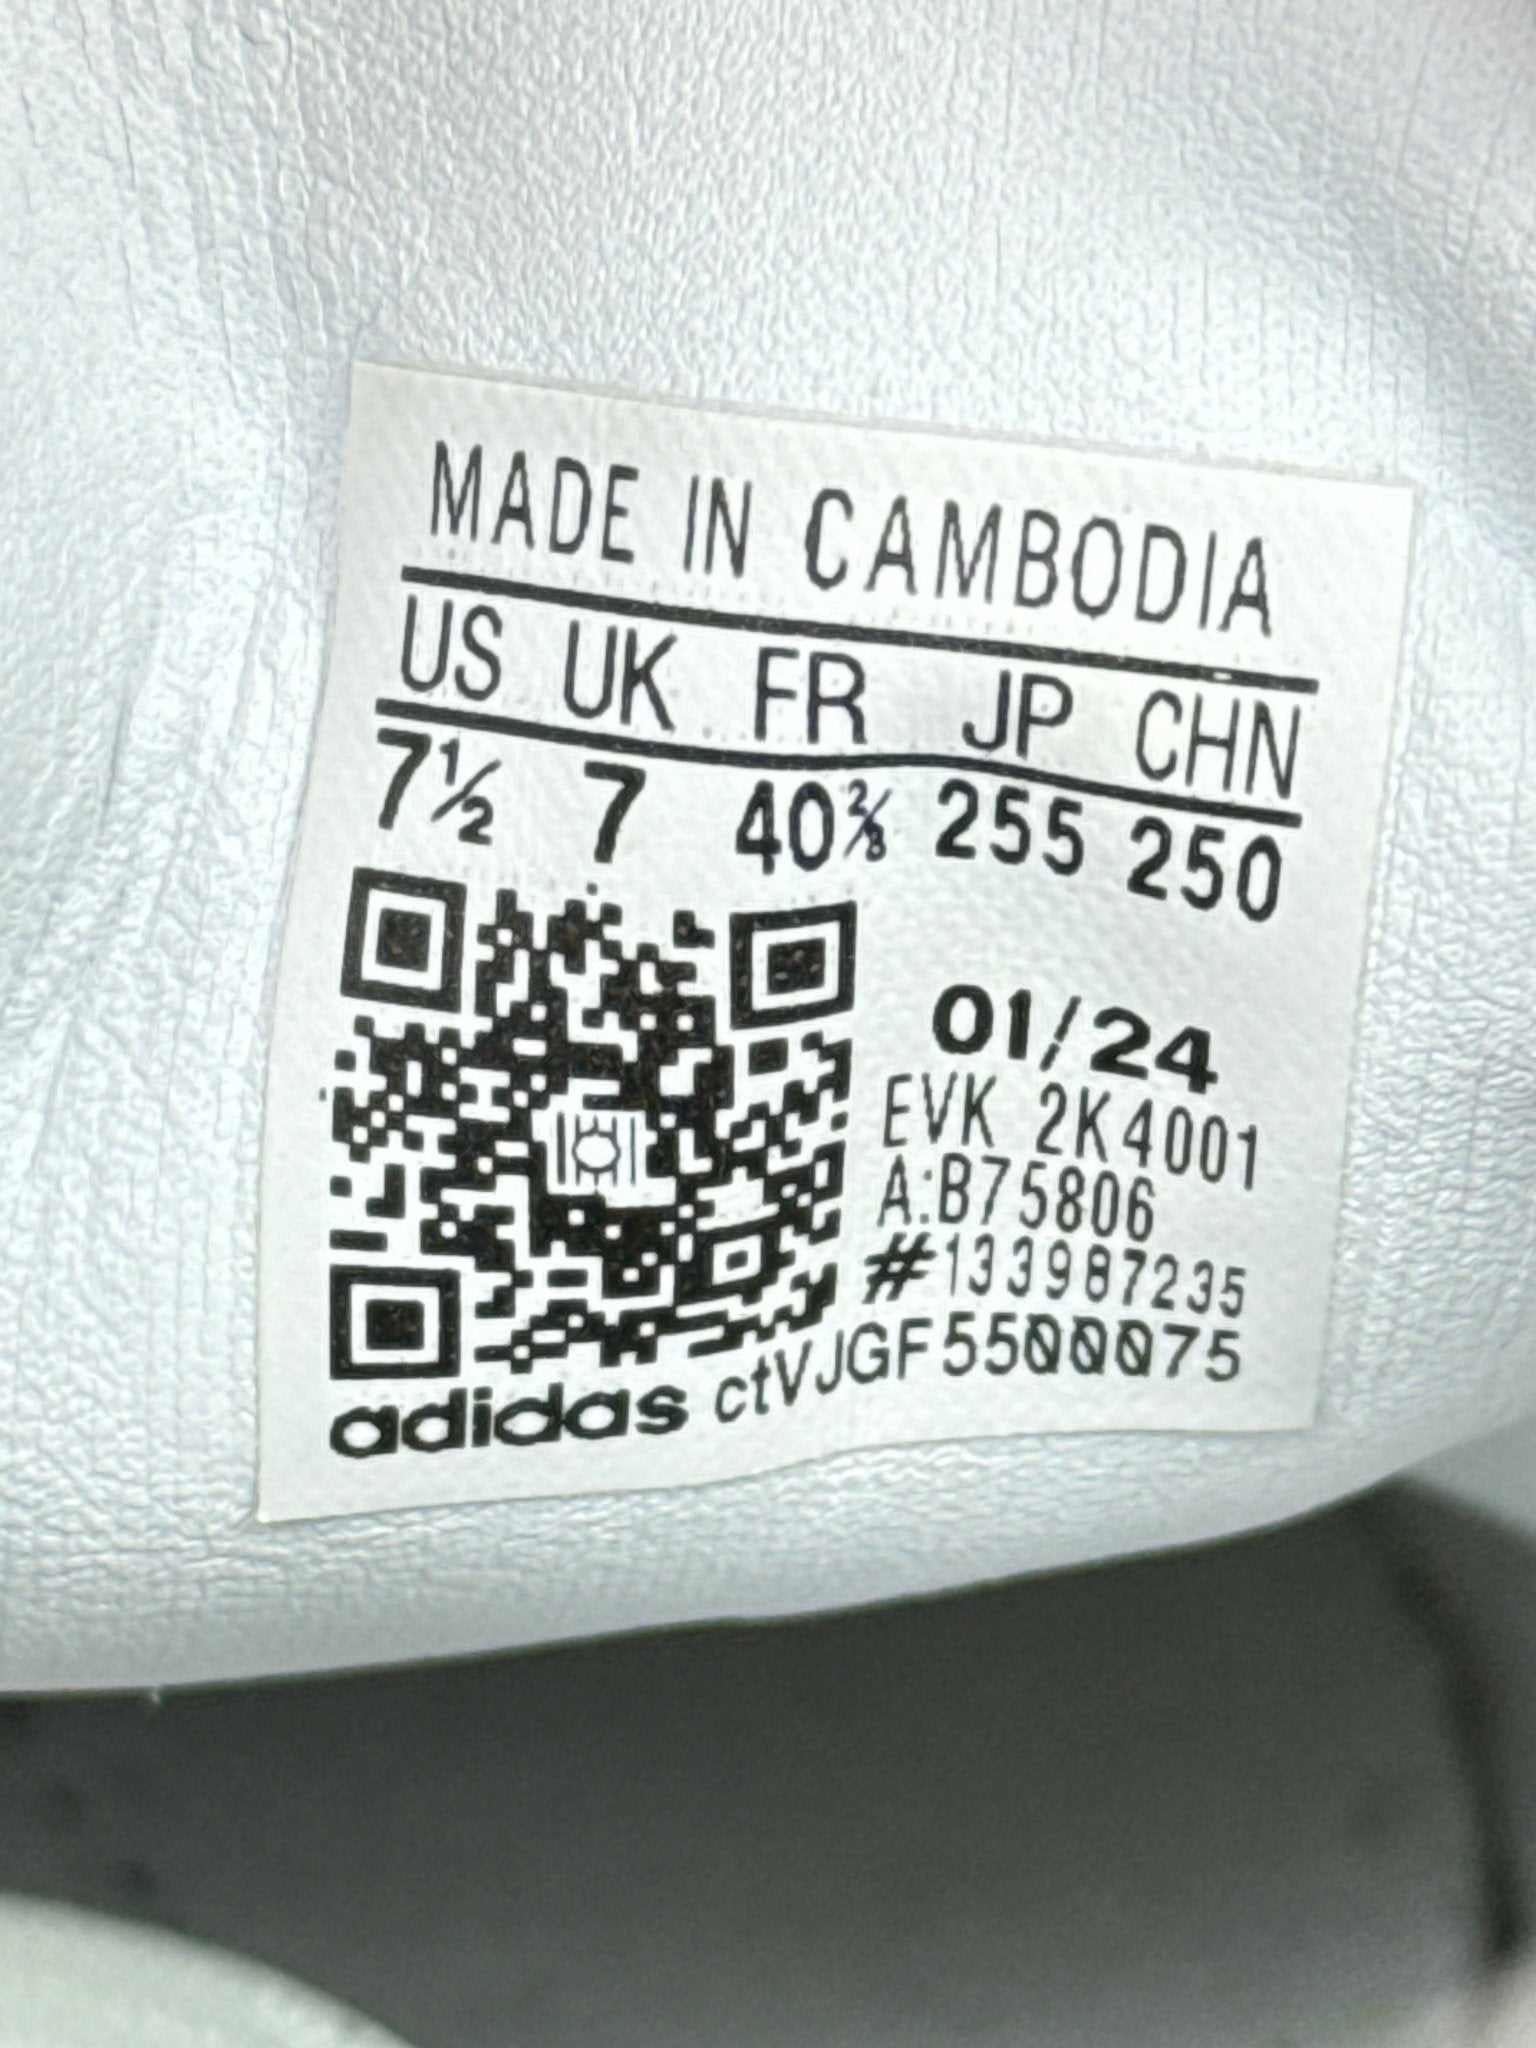 MADE IN CAMBODIA
US UK FR JP CHN
7½ 7 40⅔ 255 250
01/24
EVK 2K4001
A:B75806
#133987235
adidas ctVJGF5500075